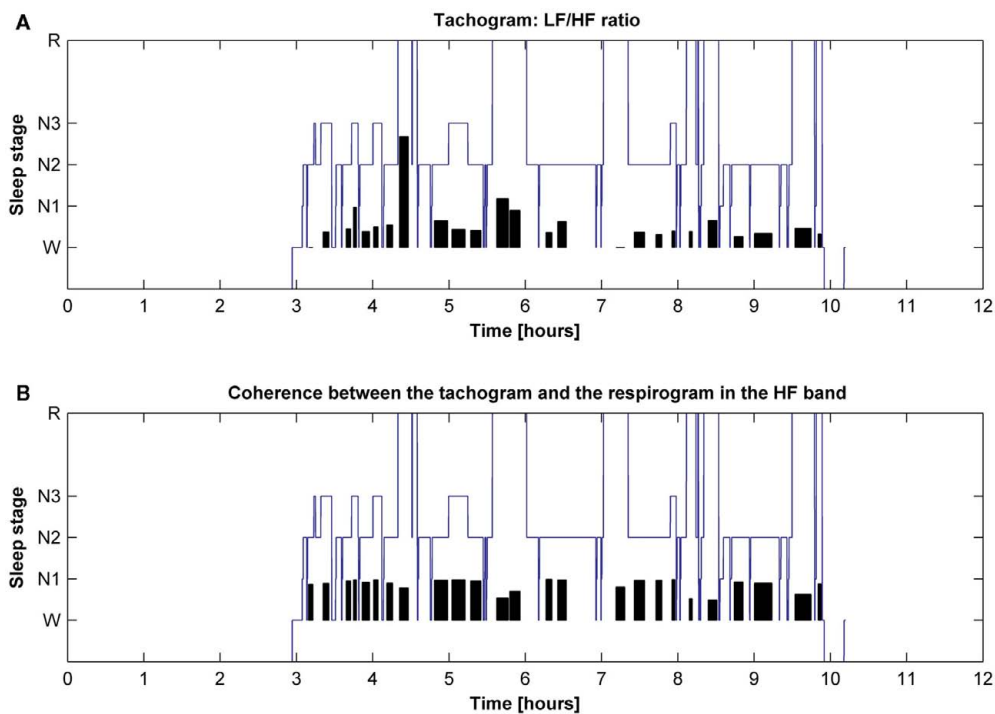 A
Tachogram: LF/HF ratio
Sleep stage
R
N3
N2
N1
W
0 1 2 3 4 5 6 7 8 9 10 11 12
Time [hours]
B
Coherence between the tachogram and the respirogram in the HF band
Sleep stage
R
N3
N2
N1
W
0 1 2 3 4 5 6 7 8 9 10 11 12
Time [hours]